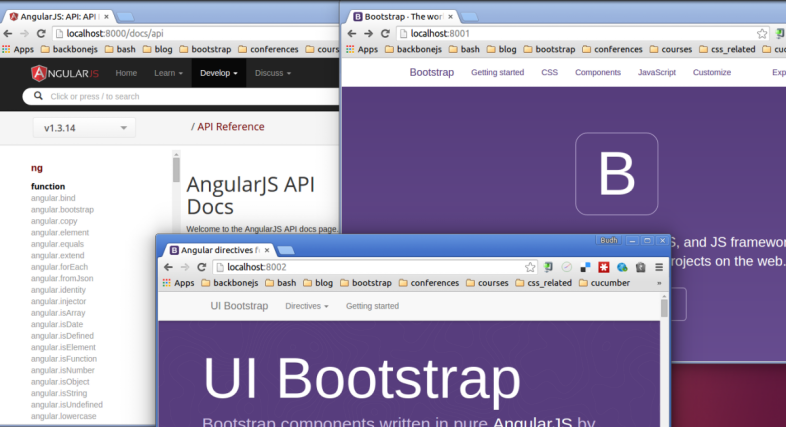 AngularJS: API: API
localhost:8000/docs/api
Apps backbonejs bash blog bootstrap conferences cours
ANGULARJS Home Learn Develop Discuss
Click or press / to search
v1.3.14
/ API Reference
ng
function
angular.bind
angular.bootstrap
angular.copy
angular.element
angular.equals
angular.extend
angular.forEach
angular.fromJson
angular.identity
angular.injector
angular.isArray
angular.isDate
angular.isDefined
angular.isElement
angular.isFunction
angular.isNumber
angular.isObject
angular.isString
angular.isUndefined
angular.lowercase
AngularJS API
Docs
Welcome to the AngularJS API docs page.
Bootstrap · The worl
localhost:8001
Apps backbonejs bash blog bootstrap conferences courses css_related cu
Bootstrap Getting started CSS Components JavaScript Customize Exp
B
S, and JS framewor
rojects on the web.
Budh
Angular directives f
localhost:8002
Apps backbonejs bash blog bootstrap conferences courses css_related cucumber »
UI Bootstrap Directives Getting started
UI Bootstrap
Bootstrap components written in pure AngularJS by